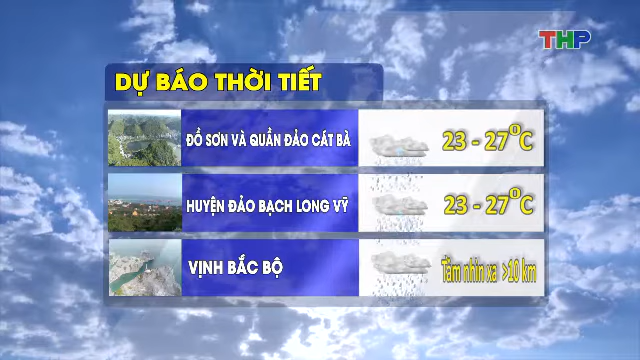 THP
DỰ BÁO THỜI TIẾT
ĐỒ SƠN VÀ QUẦN ĐẢO CÁT BÀ
23 - 27°C
HUYỆN ĐẢO BẠCH LONG VỸ
23 - 27°C
VỊNH BẮC BỘ
Tầm nhìn xa >10 km